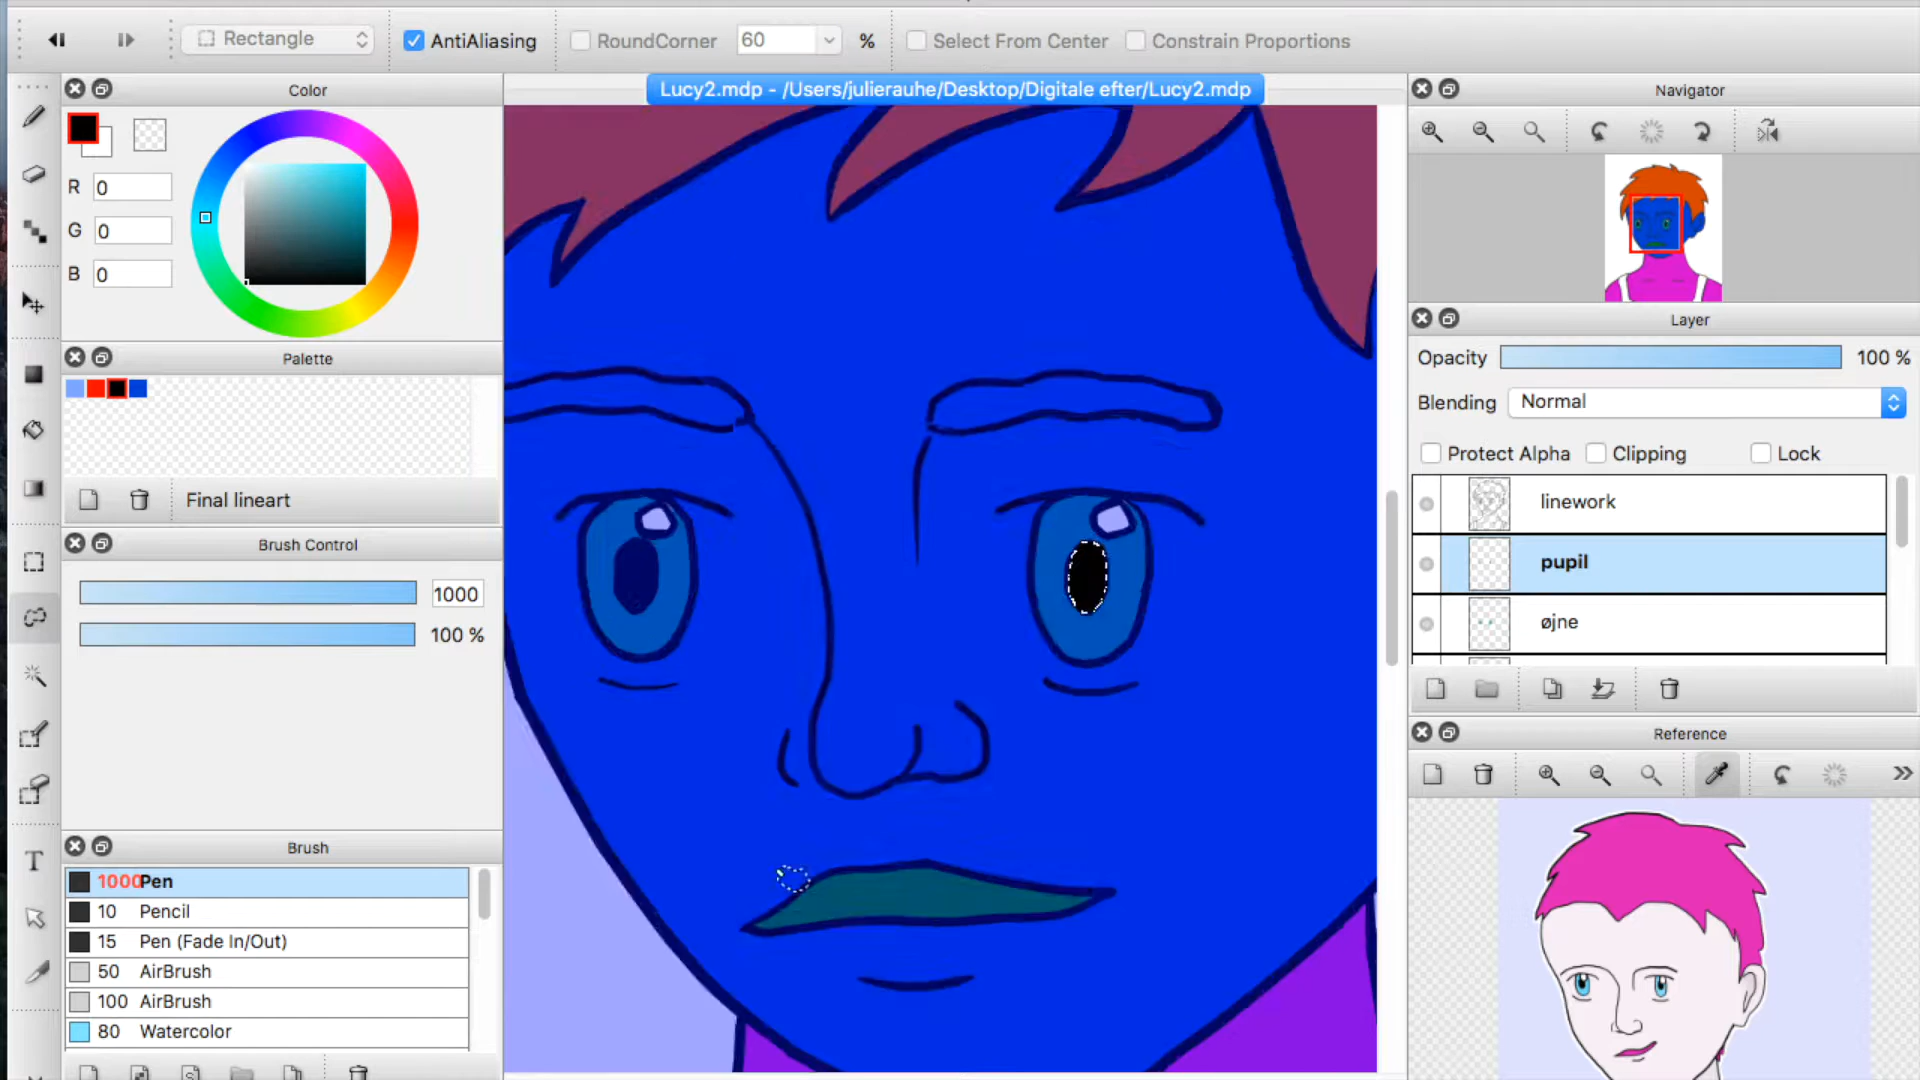 Rectangle AntiAliasing RoundCorner 60 % Select From Center Constrain Proportions
Lucy2.mdp - /Users/julierauhe/Desktop/Digitale efter/Lucy2.mdp
Color
R 0
G 0
B 0
Palette
Final lineart
Brush Control
1000
100 %
Brush
1000 Pen
10 Pencil
15 Pen (Fade In/Out)
50 AirBrush
100 AirBrush
80 Watercolor
T
Navigator
Layer
Opacity 100 %
Blending Normal
Protect Alpha Clipping Lock
linework
pupil
øjne
Reference